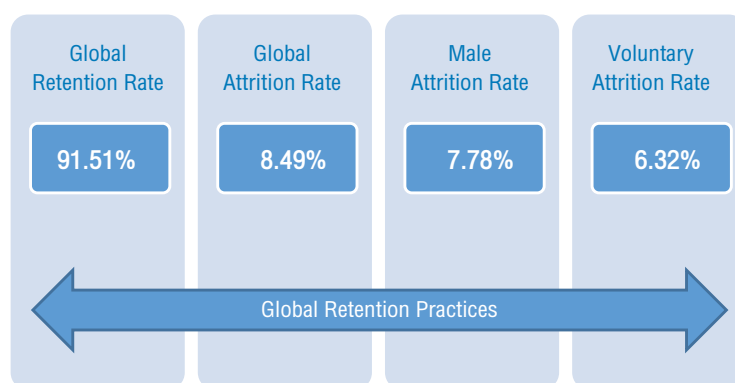 Global
Retention Rate
91.51%
Global
Attrition Rate
8.49%
Male
Attrition Rate
7.78%
Voluntary
Attrition Rate
6.32%
Global Retention Practices